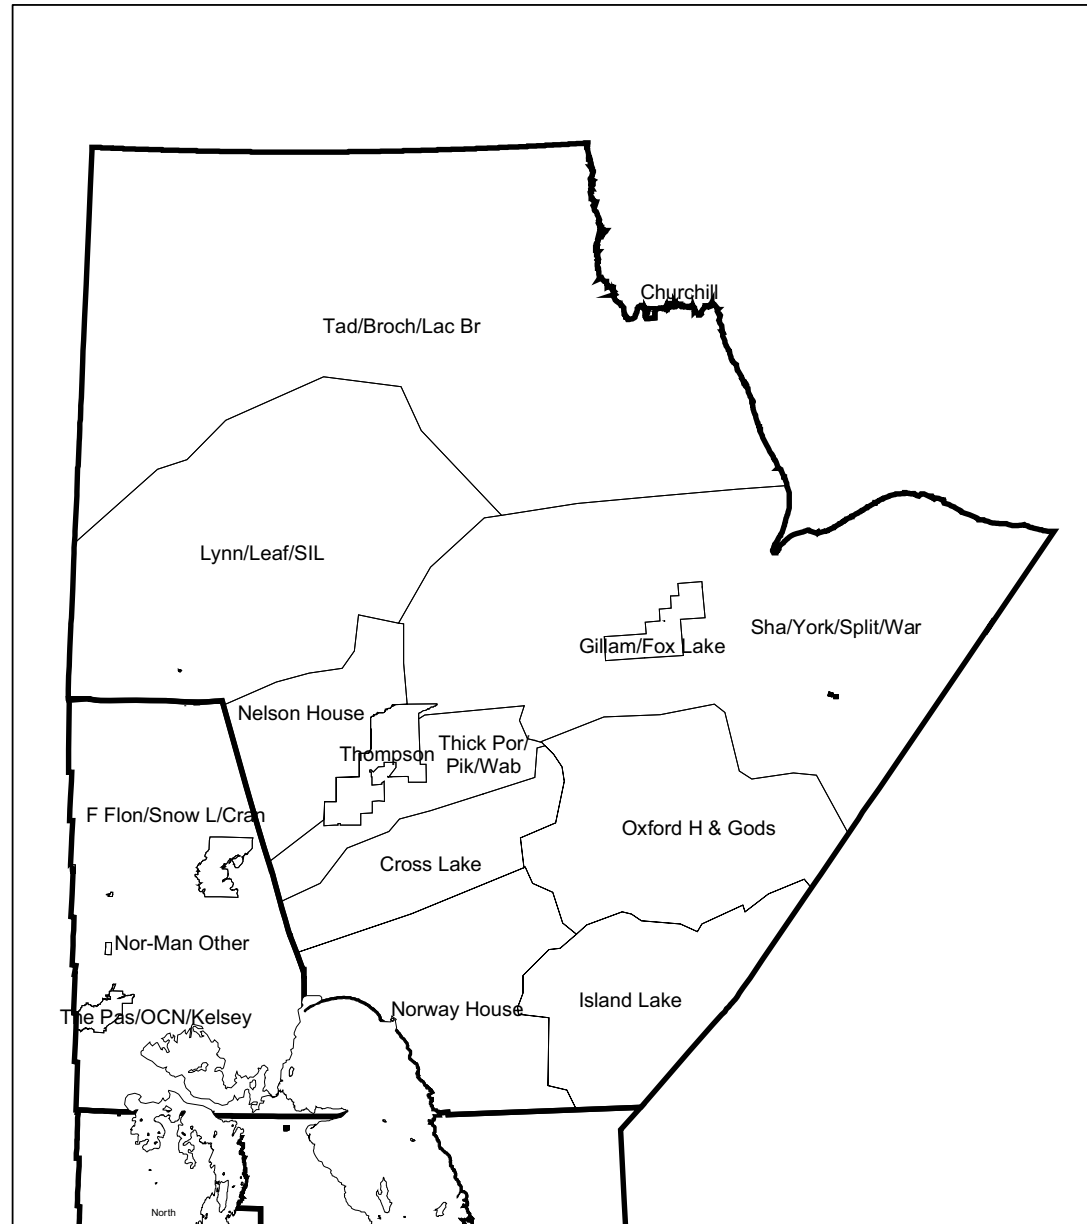 Churchill
Tad/Broch/Lac Br
Lynn/Leaf/SIL
Sha/York/Split/War
Gillam/Fox Lake
Nelson House
Thompson
Thick Por/
Pik/Wab
F Flon/Snow L/Cran
Oxford H & Gods
Cross Lake
Nor-Man Other
Island Lake
Norway House
The Pas/OCN/Kelsey
North